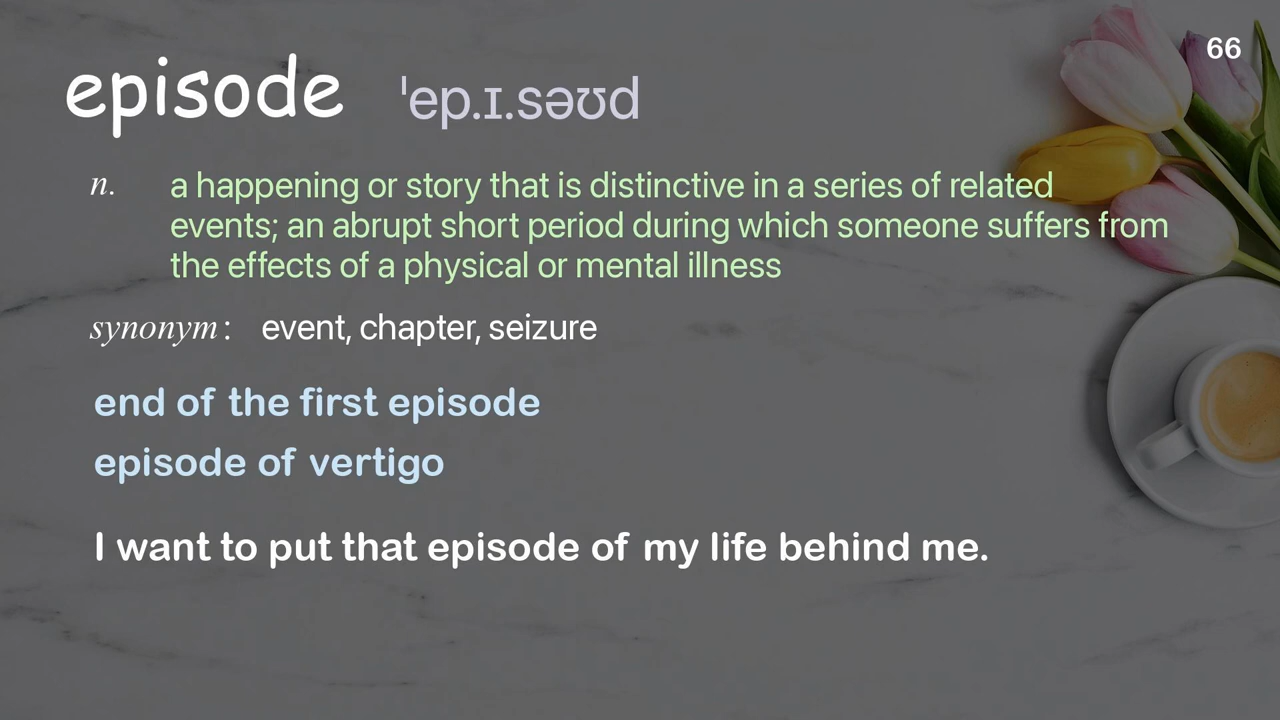 66
episode ˈep.ɪ.səʊd
n. a happening or story that is distinctive in a series of related
events; an abrupt short period during which someone suffers from
the effects of a physical or mental illness
synonym: event, chapter, seizure
end of the first episode
episode of vertigo
I want to put that episode of my life behind me.